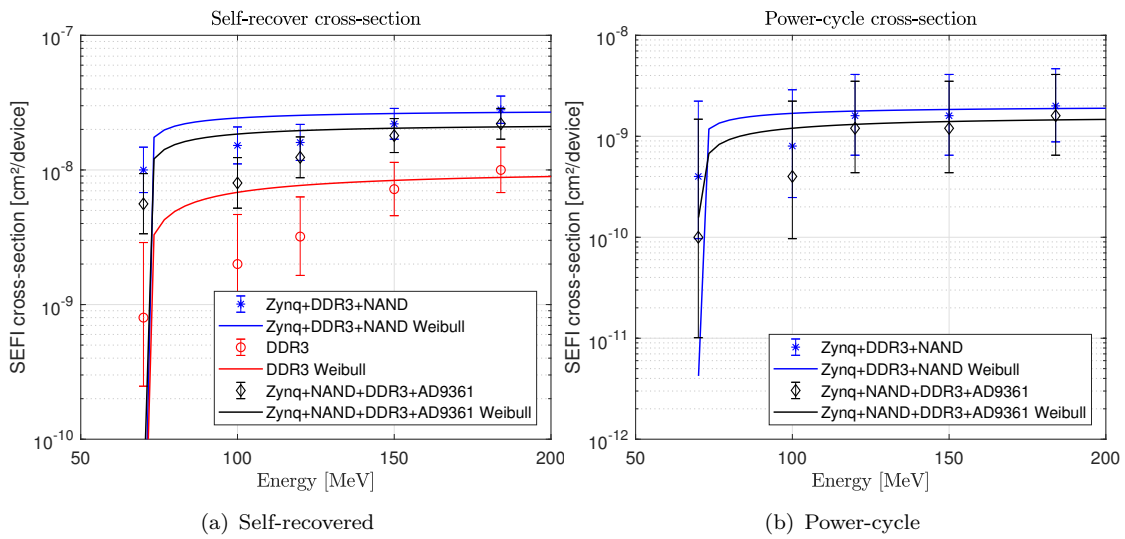 Self-recover cross-section
10^-7
10^-8
10^-9
10^-10
SEFI cross-section [cm²/device]
Zynq+DDR3+NAND
Zynq+DDR3+NAND Weibull
DDR3
DDR3 Weibull
Zynq+NAND+DDR3+AD9361
Zynq+NAND+DDR3+AD9361 Weibull
50 100 150 200
Energy [MeV]
(a) Self-recovered
Power-cycle cross-section
10^-8
10^-9
10^-10
10^-11
10^-12
SEFI cross-section [cm²/device]
Zynq+DDR3+NAND
Zynq+DDR3+NAND Weibull
Zynq+NAND+DDR3+AD9361
Zynq+NAND+DDR3+AD9361 Weibull
50 100 150 200
Energy [MeV]
(b) Power-cycle